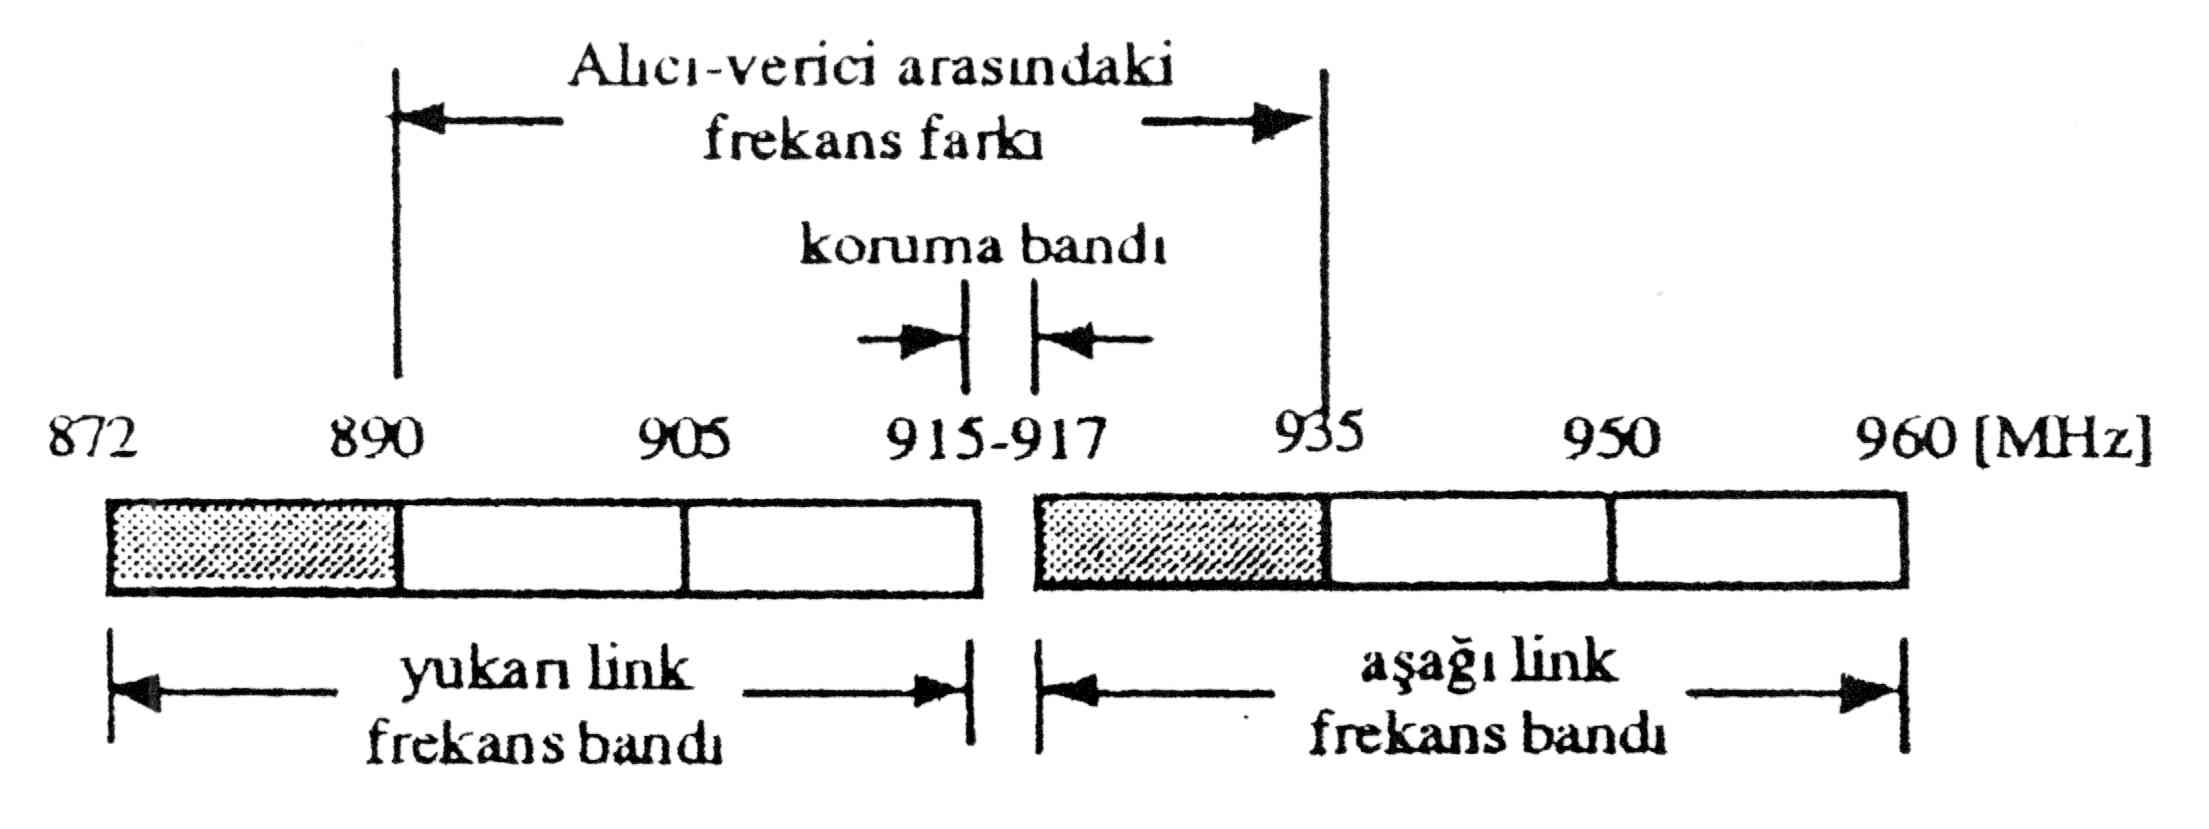 Alıcı-verici arasındaki
frekans farkı
koruma bandı
872 890 905 915-917 935 950 960 [MHz]
yukarı link
frekans bandı
aşağı link
frekans bandı